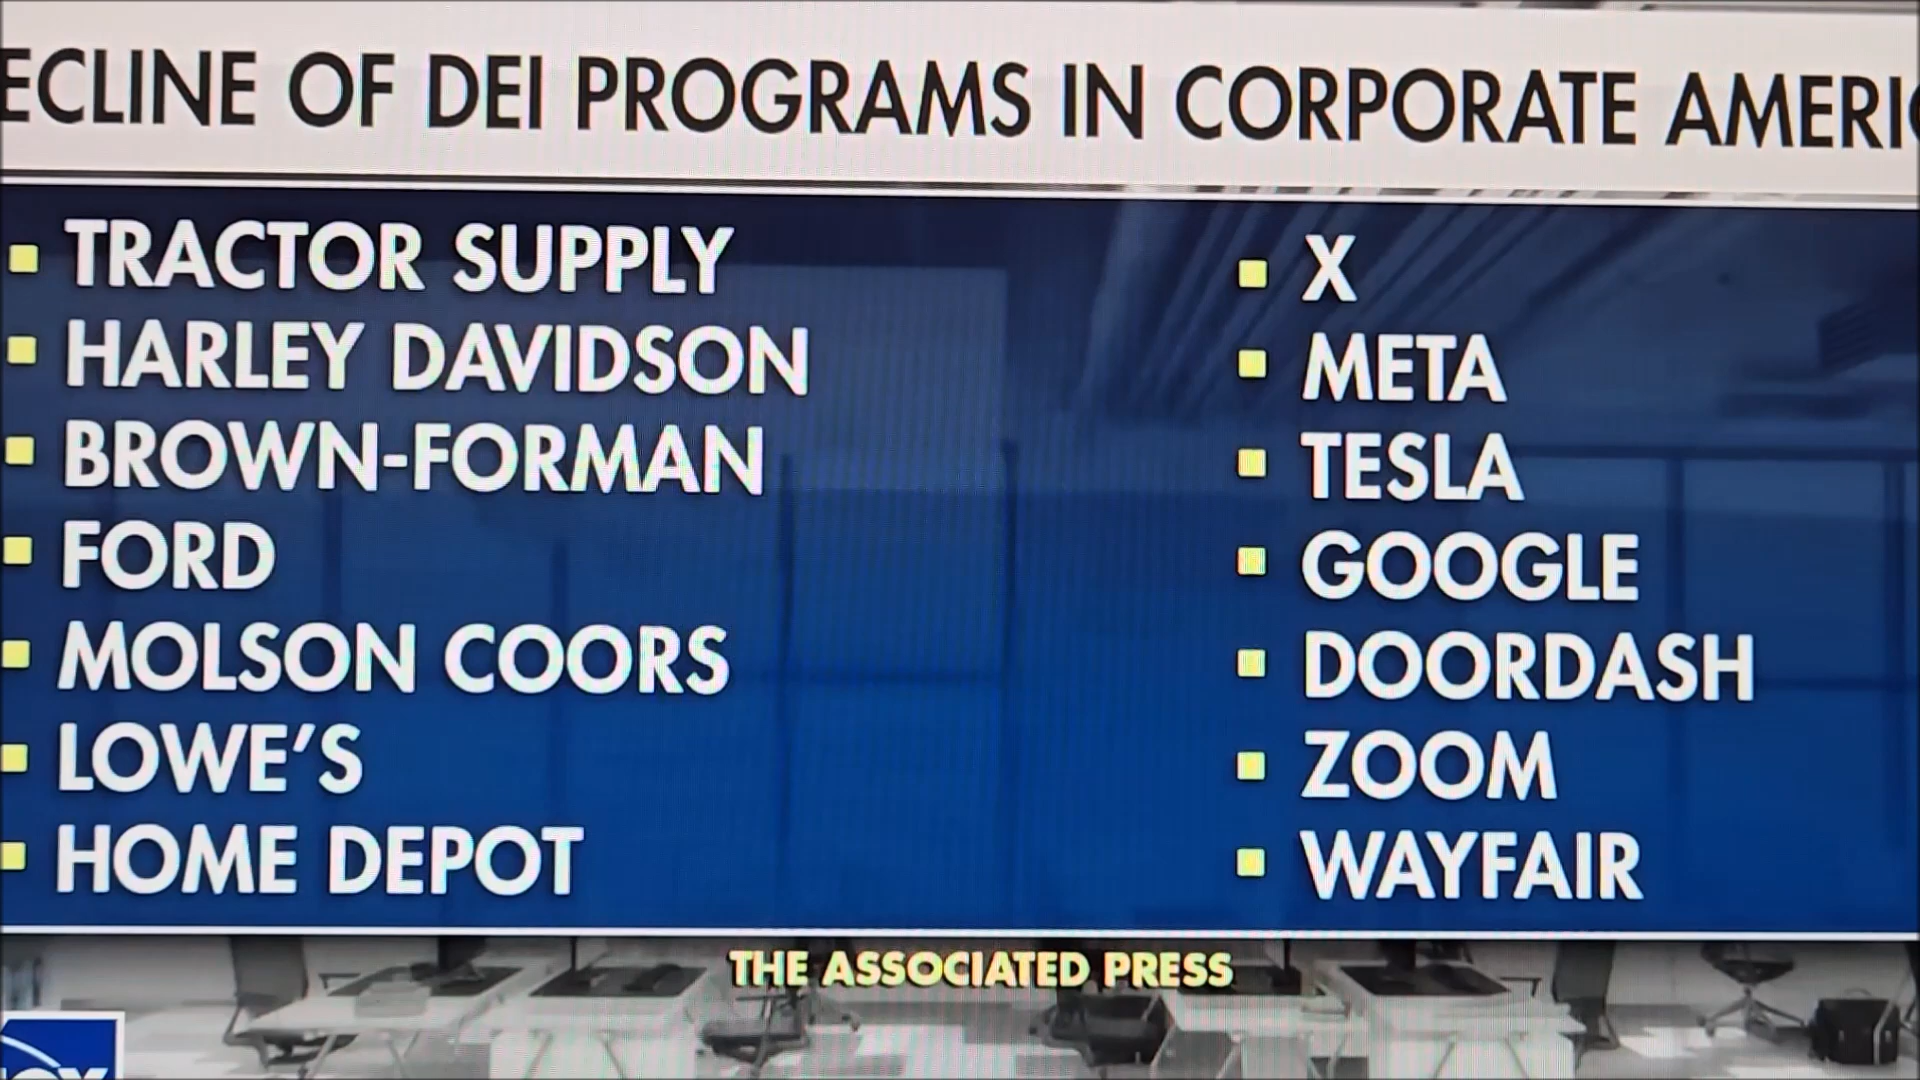 ECLINE OF DEI PROGRAMS IN CORPORATE AMERIC
TRACTOR SUPPLY
HARLEY DAVIDSON
BROWN-FORMAN
FORD
MOLSON COORS
LOWE'S
HOME DEPOT
X
META
TESLA
GOOGLE
DOORDASH
ZOOM
WAYFAIR
THE ASSOCIATED PRESS